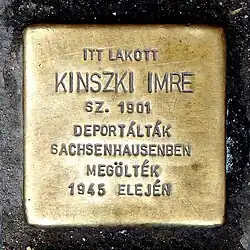 ITT LAKOTT
KINSZKI IMRE
SZ. 1901
DEPORTÁLTÁK
SACHSENHAUSENBEN
MEGÖLTÉK
1945 ELEJÉN